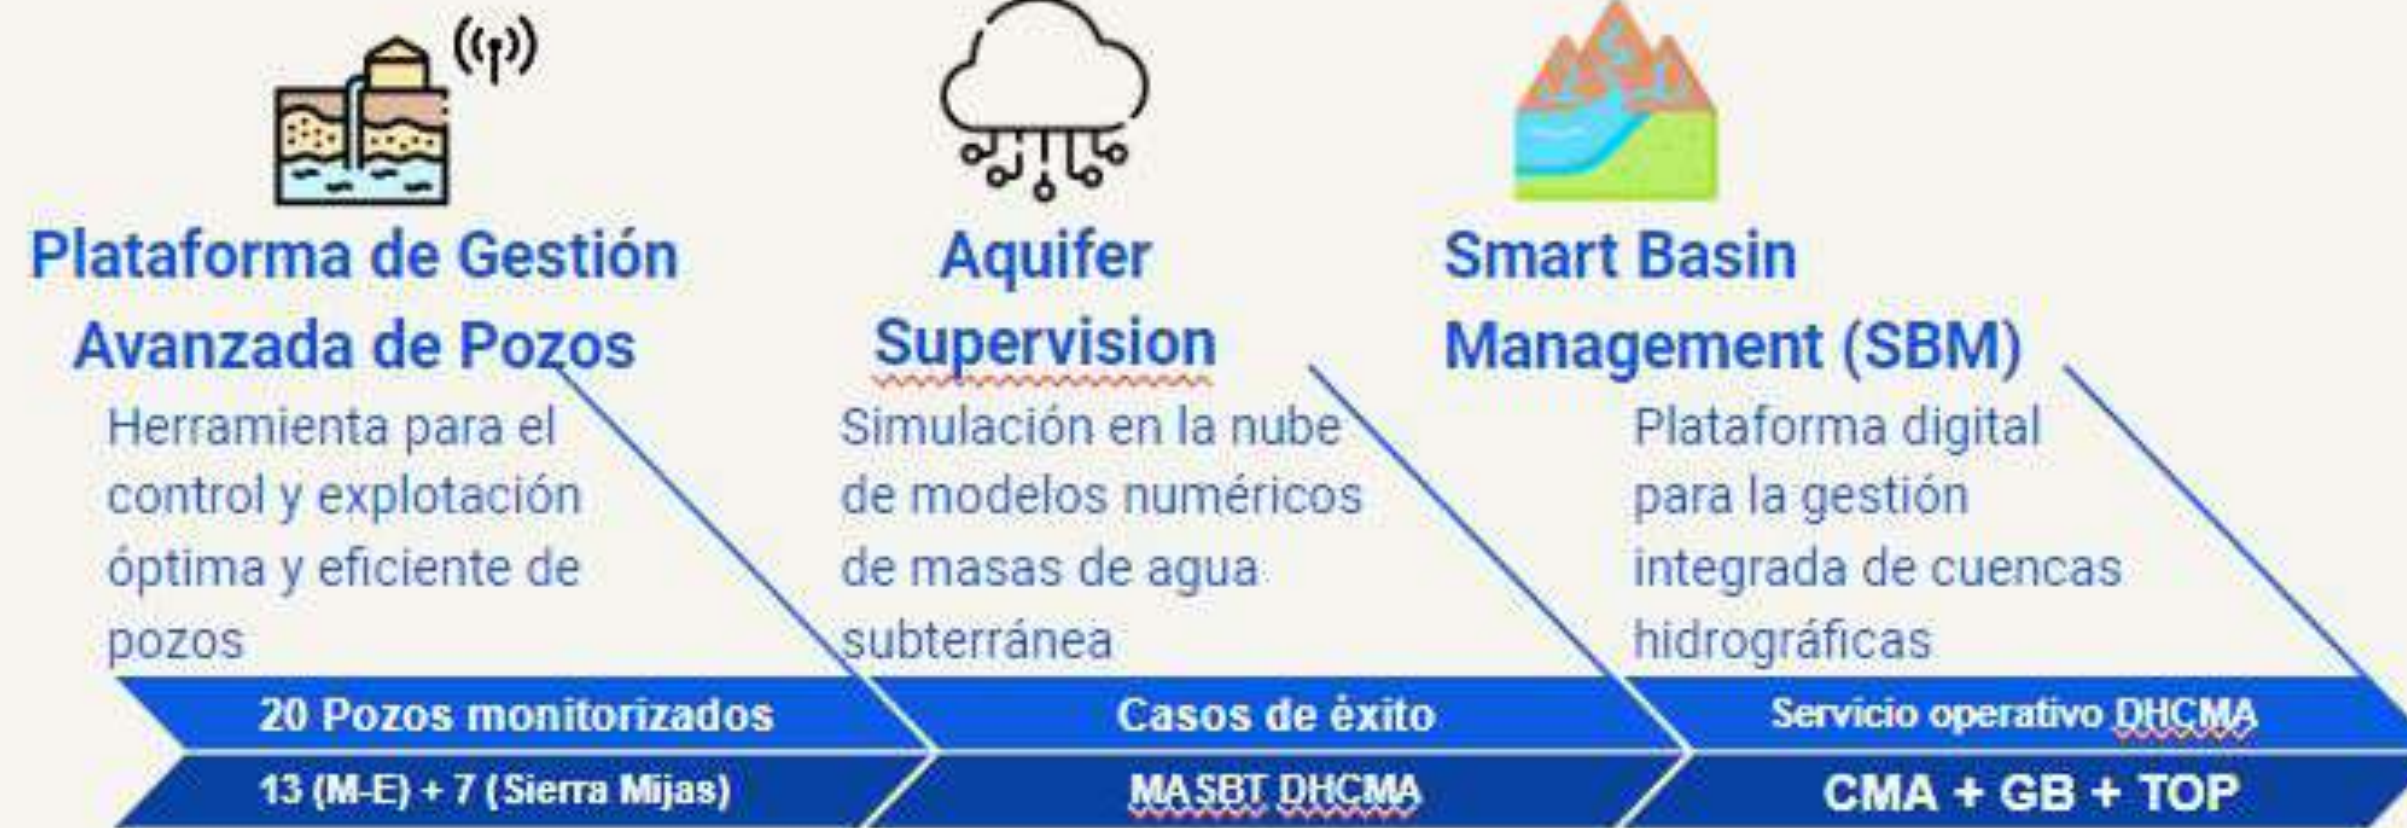 Plataforma de Gestión
Avanzada de Pozos
Herramienta para el
control y explotación
óptima y eficiente de
pozos
20 Pozos monitorizados
13 (M-E) + 7 (Sierra Mijas)
Aquifer
Supervision
Simulación en la nube
de modelos numéricos
de masas de agua
subterránea
Casos de éxito
MASBT DHCMA
Smart Basin
Management (SBM)
Plataforma digital
para la gestión
integrada de cuencas
hidrográficas
Servicio operativo DHCMA
CMA + GB + TOP